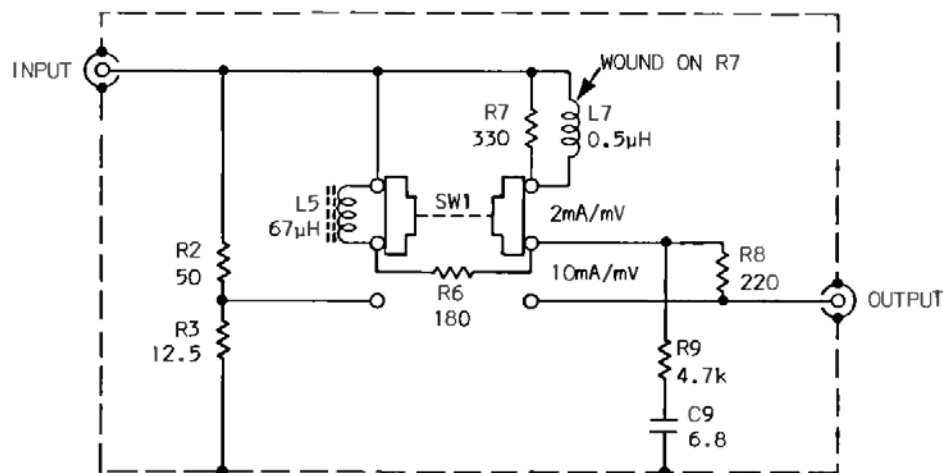 INPUT
WOUND ON R7
R7
330
L7
0.5µH
L5
67µH
SW1
2mA/mV
R2
50
R6
180
10mA/mV
R8
220
OUTPUT
R3
12.5
R9
4.7k
C9
6.8